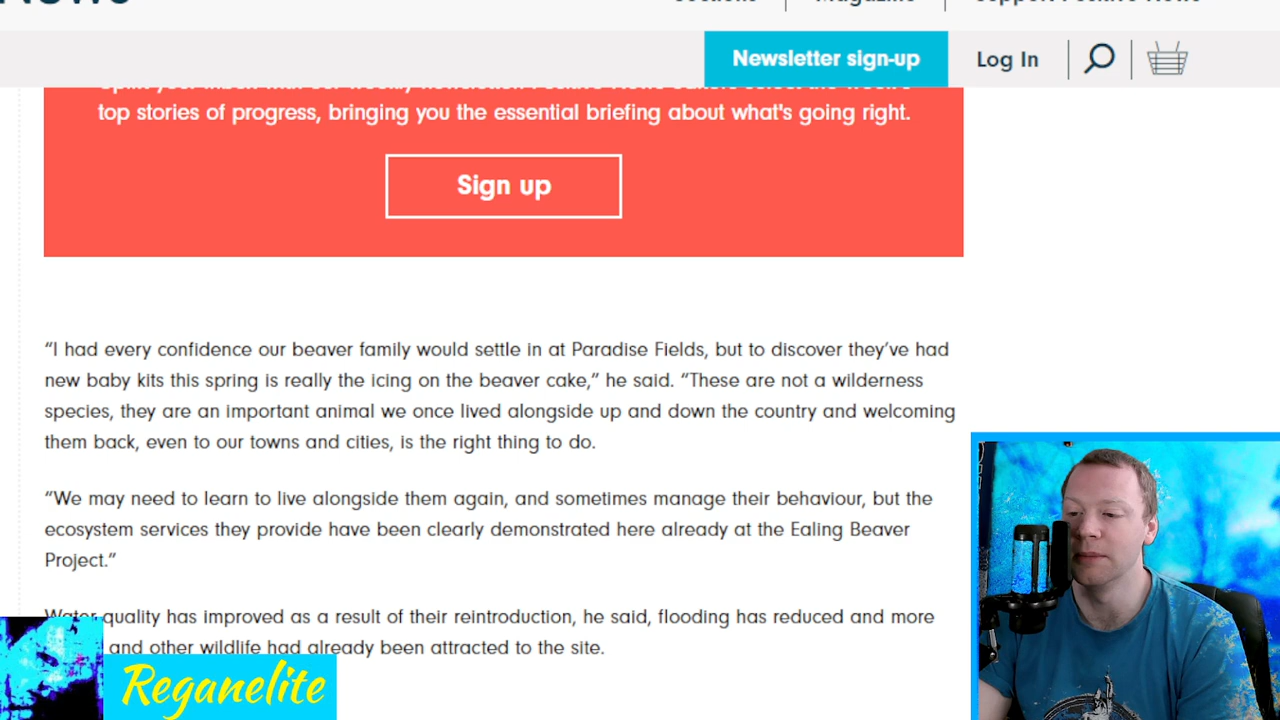 News
Sections
Magazine
Support Positive News
Newsletter sign-up
Log In
top stories of progress, bringing you the essential briefing about what's going right.
Sign up
“I had every confidence our beaver family would settle in at Paradise Fields, but to discover they’ve had
new baby kits this spring is really the icing on the beaver cake,” he said. “These are not a wilderness
species, they are an important animal we once lived alongside up and down the country and welcoming
them back, even to our towns and cities, is the right thing to do.
“We may need to learn to live alongside them again, and sometimes manage their behaviour, but the
ecosystem services they provide have been clearly demonstrated here already at the Ealing Beaver
Project.”
Water quality has improved as a result of their reintroduction, he said, flooding has reduced and more
and other wildlife had already been attracted to the site.
Reganelite